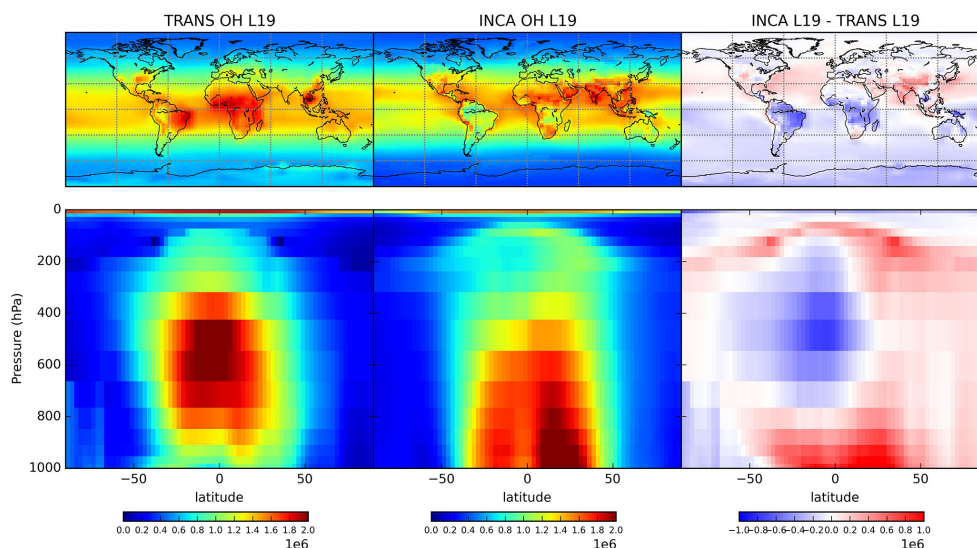 TRANS OH L19
INCA OH L19
INCA L19 - TRANS L19
0
200
400
600
800
1000
Pressure (hPa)
−50 0 50
−50 0 50
−50 0 50
latitude
latitude
latitude
0.0 0.2 0.4 0.6 0.8 1.0 1.2 1.4 1.6 1.8 2.0
1e6
0.0 0.2 0.4 0.6 0.8 1.0 1.2 1.4 1.6 1.8 2.0
1e6
−1.0−0.8−0.6−0.4−0.2 0.0 0.2 0.4 0.6 0.8 1.0
1e6